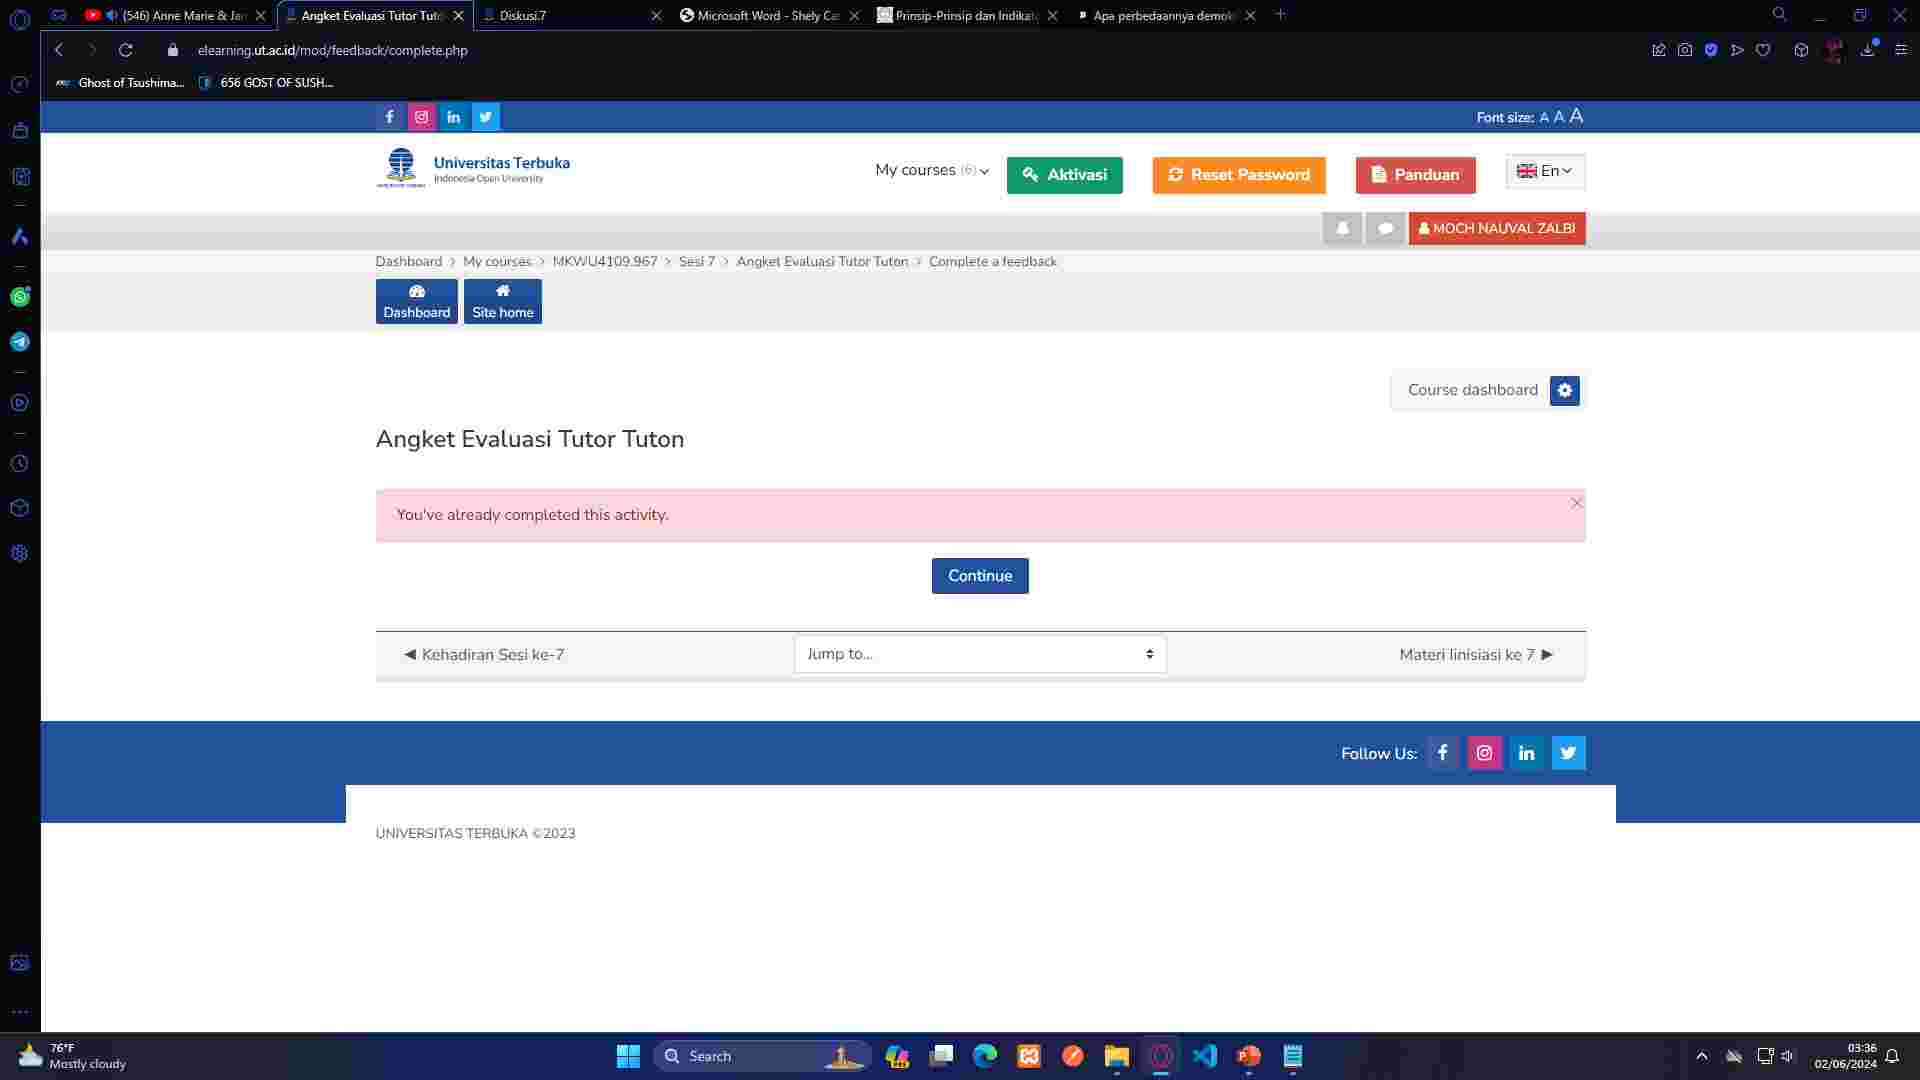 (546) Anne Marie & Jar
Angket Evaluasi Tutor Tuto
Diskusi.7
Microsoft Word - Shely Ca
Prinsip-Prinsip dan Indikato
Apa perbedaannya demok
elearning.ut.ac.id/mod/feedback/complete.php
Ghost of Tsushima...
656 GOST OF SUSH...
Font size: A A A
Universitas Terbuka
Indonesia Open University
My courses (6)
Aktivasi
Reset Password
Panduan
En
MOCH NAUVAL ZALBI
Dashboard > My courses > MKWU4109.967 > Sesi 7 > Angket Evaluasi Tutor Tuton > Complete a feedback
Dashboard
Site home
Course dashboard
Angket Evaluasi Tutor Tuton
You've already completed this activity.
Continue
◄ Kehadiran Sesi ke-7
Jump to...
Materi Iinisiasi ke 7 ►
Follow Us:
UNIVERSITAS TERBUKA ©2023
76°F
Mostly cloudy
Search
03:36
02/06/2024